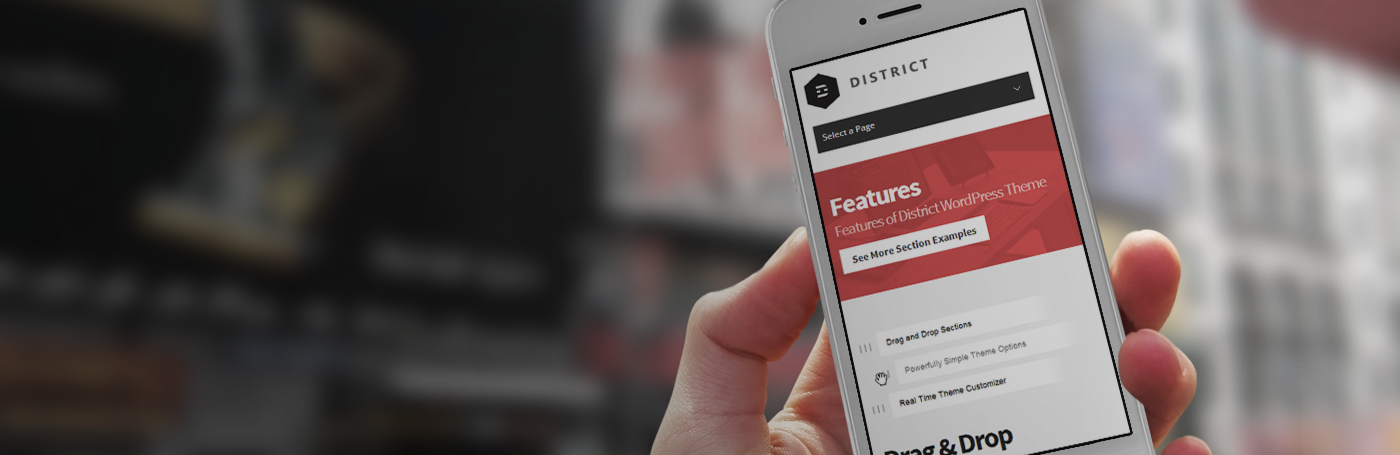 DISTRICT
Select a Page
Features
Features of District WordPress Theme
See More Section Examples
Drag and Drop Sections
Powerfully Simple Theme Options
Real Time Theme Customizer
Drag & Drop